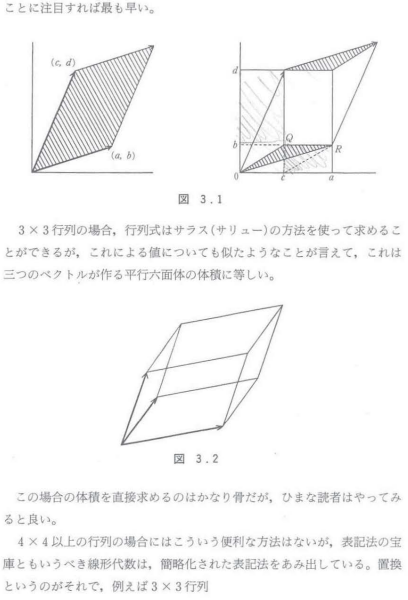 ことに注目すれば最も早い。
(c, d)
(a, b)
d
b
Q
R
0
c
a
図 3.1
3×3行列の場合，行列式はサラス(サリュー)の方法を使って求めるこ
とができるが，これによる値についても似たようなことが言えて，これは
三つのベクトルが作る平行六面体の体積に等しい。
図 3.2
この場合の体積を直接求めるのはかなり骨だが，ひまな読者はやってみ
ると良い。
4×4以上の行列の場合にはこういう便利な方法はないが，表記法の宝
庫ともいうべき線形代数は，簡略化された表記法をあみ出している。置換
というのがそれで，例えば3×3行列